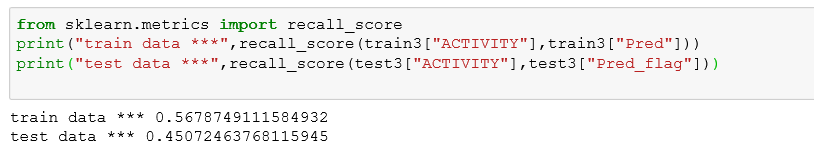 from sklearn.metrics import recall_score
print("train data ***",recall_score(train3["ACTIVITY"],train3["Pred"]))
print("test data ***",recall_score(test3["ACTIVITY"],test3["Pred_flag"]))
train data *** 0.5678749111584932
test data *** 0.45072463768115945